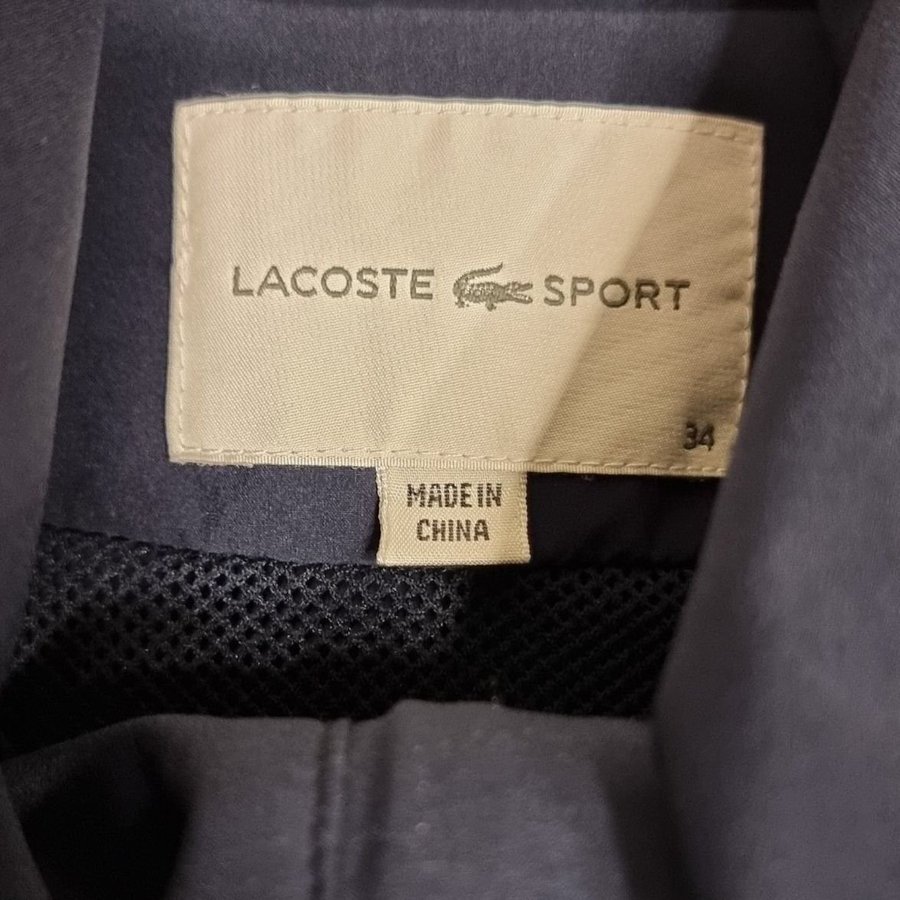 LACOSTE SPORT
34
MADE IN
CHINA